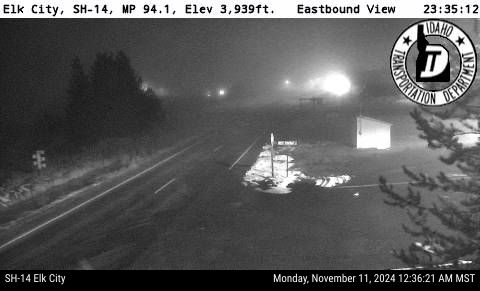 Elk City, SH-14, MP 94.1, Elev 3,939ft. Eastbound View 23:35:12
IDAHO
TRANSPORTATION DEPARTMENT
SH-14 Elk City Monday, November 11, 2024 12:36:21 AM MST